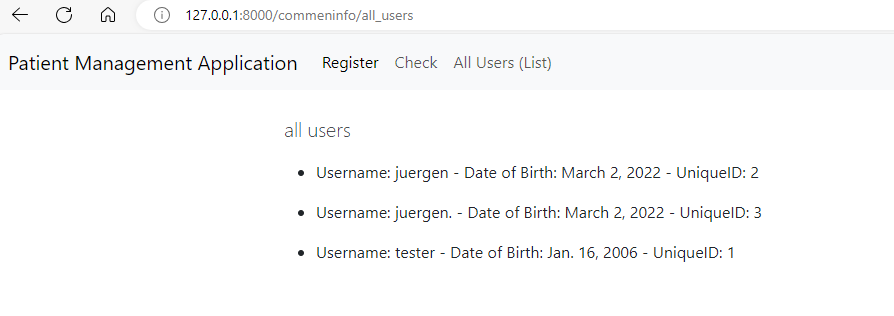 127.0.0.1:8000/commeninfo/all_users
Patient Management Application Register Check All Users (List)
all users
Username: juergen - Date of Birth: March 2, 2022 - UniqueID: 2
Username: juergen. - Date of Birth: March 2, 2022 - UniqueID: 3
Username: tester - Date of Birth: Jan. 16, 2006 - UniqueID: 1